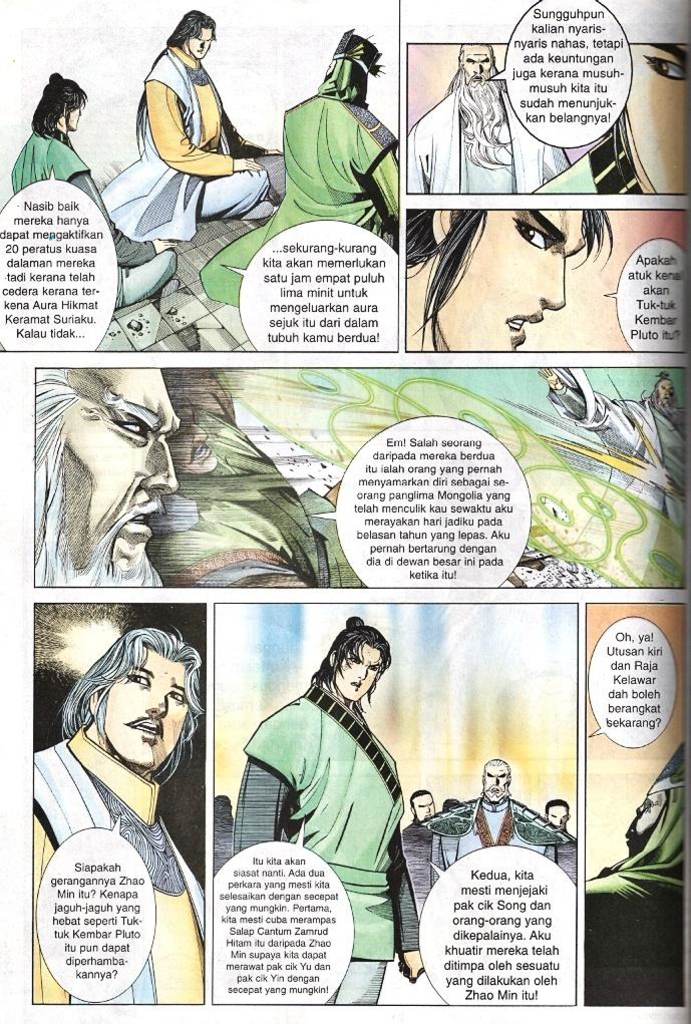 Nasib baik
mereka hanya
dapat mengaktifkan
20 peratus kuasa
dalaman mereka
tadi kerana telah
cedera kerana ter-
kena Aura Hikmat
Keramat Suriaku.
Kalau tidak...
...sekurang-kurang
kita akan memerlukan
satu jam empat puluh
lima minit untuk
mengeluarkan aura
sejuk itu dari dalam
tubuh kamu berdua!
Sungguhpun
kalian nyaris-
nyaris nahas, tetapi
ada keuntungan
juga kerana musuh-
musuh kita itu
sudah menunjuk-
kan belangnya!
Apakah
atuk kenal
akan
Tuk-tuk
Kembar
Pluto itu?
Em! Salah seorang
daripada mereka berdua
itu ialah orang yang pernah
menyamarkan diri sebagai se-
orang panglima Mongolia yang
telah menculik kau sewaktu aku
merayakan hari jadiku pada
belasan tahun yang lepas. Aku
pernah bertarung dengan
dia di dewan besar ini pada
ketika itu!
Siapakah
gerangannya Zhao
Min itu? Kenapa
jaguh-jaguh yang
hebat seperti Tuk-
tuk Kembar Pluto
itu pun dapat
diperhamba-
kannya?
Itu kita akan
siasat nanti. Ada dua
perkara yang mesti kita
selesaikan dengan secepat
yang mungkin. Pertama,
kita mesti cuba merampas
Salap Cantum Zamrud
Hitam itu daripada Zhao
Min supaya kita dapat
merawat pak cik Yu dan
pak cik Yin dengan
secepat yang mungkin!
Kedua, kita
mesti menjejaki
pak cik Song dan
orang-orang yang
dikepalainya. Aku
khuatir mereka telah
ditimpa oleh sesuatu
yang dilakukan oleh
Zhao Min itu!
Oh, ya!
Utusan kiri
dan Raja
Kelawar
dah boleh
berangkat
sekarang?